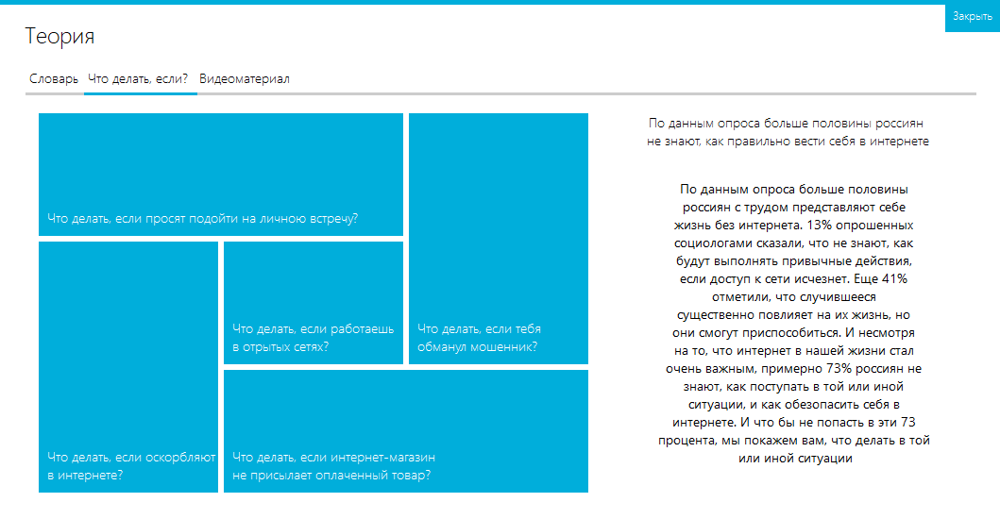 Закрыть
Теория
Словарь Что делать, если? Видеоматериал
Что делать, если просят подойти на личною встречу?
Что делать, если тебя
обманул мошенник?
Что делать, если работаешь
в отрытых сетях?
Что делать, если оскорбляют
в интернете?
Что делать, если интернет-магазин
не присылает оплаченный товар?
По данным опроса больше половины россиян
не знают, как правильно вести себя в интернете
По данным опроса больше половины
россиян с трудом представляют себе
жизнь без интернета. 13% опрошенных
социологами сказали, что не знают, как
будут выполнять привычные действия,
если доступ к сети исчезнет. Еще 41%
отметили, что случившееся
существенно повлияет на их жизнь, но
они смогут приспособиться. И несмотря
на то, что интернет в нашей жизни стал
очень важным, примерно 73% россиян не
знают, как поступать в той или иной
ситуации, и как обезопасить себя в
интернете. И что бы не попасть в эти 73
процента, мы покажем вам, что делать в той
или иной ситуации